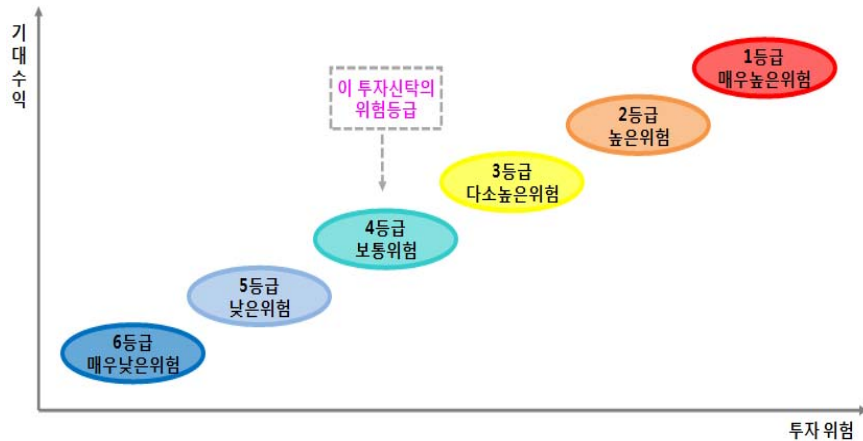 기대수익
1등급
매우높은위험
이 투자신탁의
위험등급
2등급
높은위험
3등급
다소높은위험
4등급
보통위험
5등급
낮은위험
6등급
매우낮은위험
투자 위험